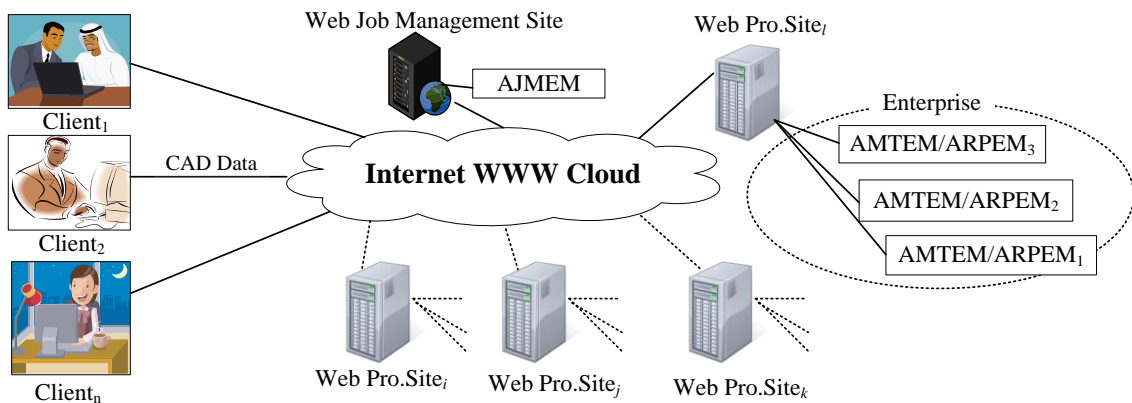 Web Job Management Site
Web Pro.Site_l
AJMEM
Enterprise
Client_1
AMTEM/ARPEM_3
CAD Data
Internet WWW Cloud
AMTEM/ARPEM_2
Client_2
AMTEM/ARPEM_1
Web Pro.Site_i
Web Pro.Site_j
Web Pro.Site_k
Client_n